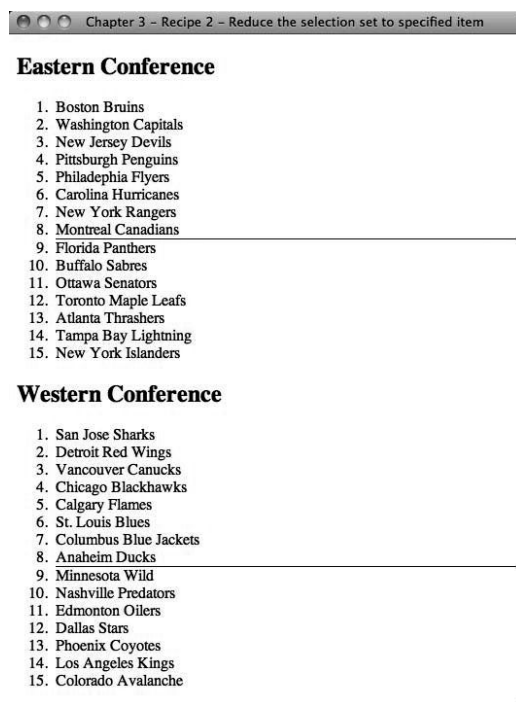 Chapter 3 – Recipe 2 – Reduce the selection set to specified item
Eastern Conference
1. Boston Bruins
2. Washington Capitals
3. New Jersey Devils
4. Pittsburgh Penguins
5. Philadephia Flyers
6. Carolina Hurricanes
7. New York Rangers
8. Montreal Canadians
9. Florida Panthers
10. Buffalo Sabres
11. Ottawa Senators
12. Toronto Maple Leafs
13. Atlanta Thrashers
14. Tampa Bay Lightning
15. New York Islanders
Western Conference
1. San Jose Sharks
2. Detroit Red Wings
3. Vancouver Canucks
4. Chicago Blackhawks
5. Calgary Flames
6. St. Louis Blues
7. Columbus Blue Jackets
8. Anaheim Ducks
9. Minnesota Wild
10. Nashville Predators
11. Edmonton Oilers
12. Dallas Stars
13. Phoenix Coyotes
14. Los Angeles Kings
15. Colorado Avalanche